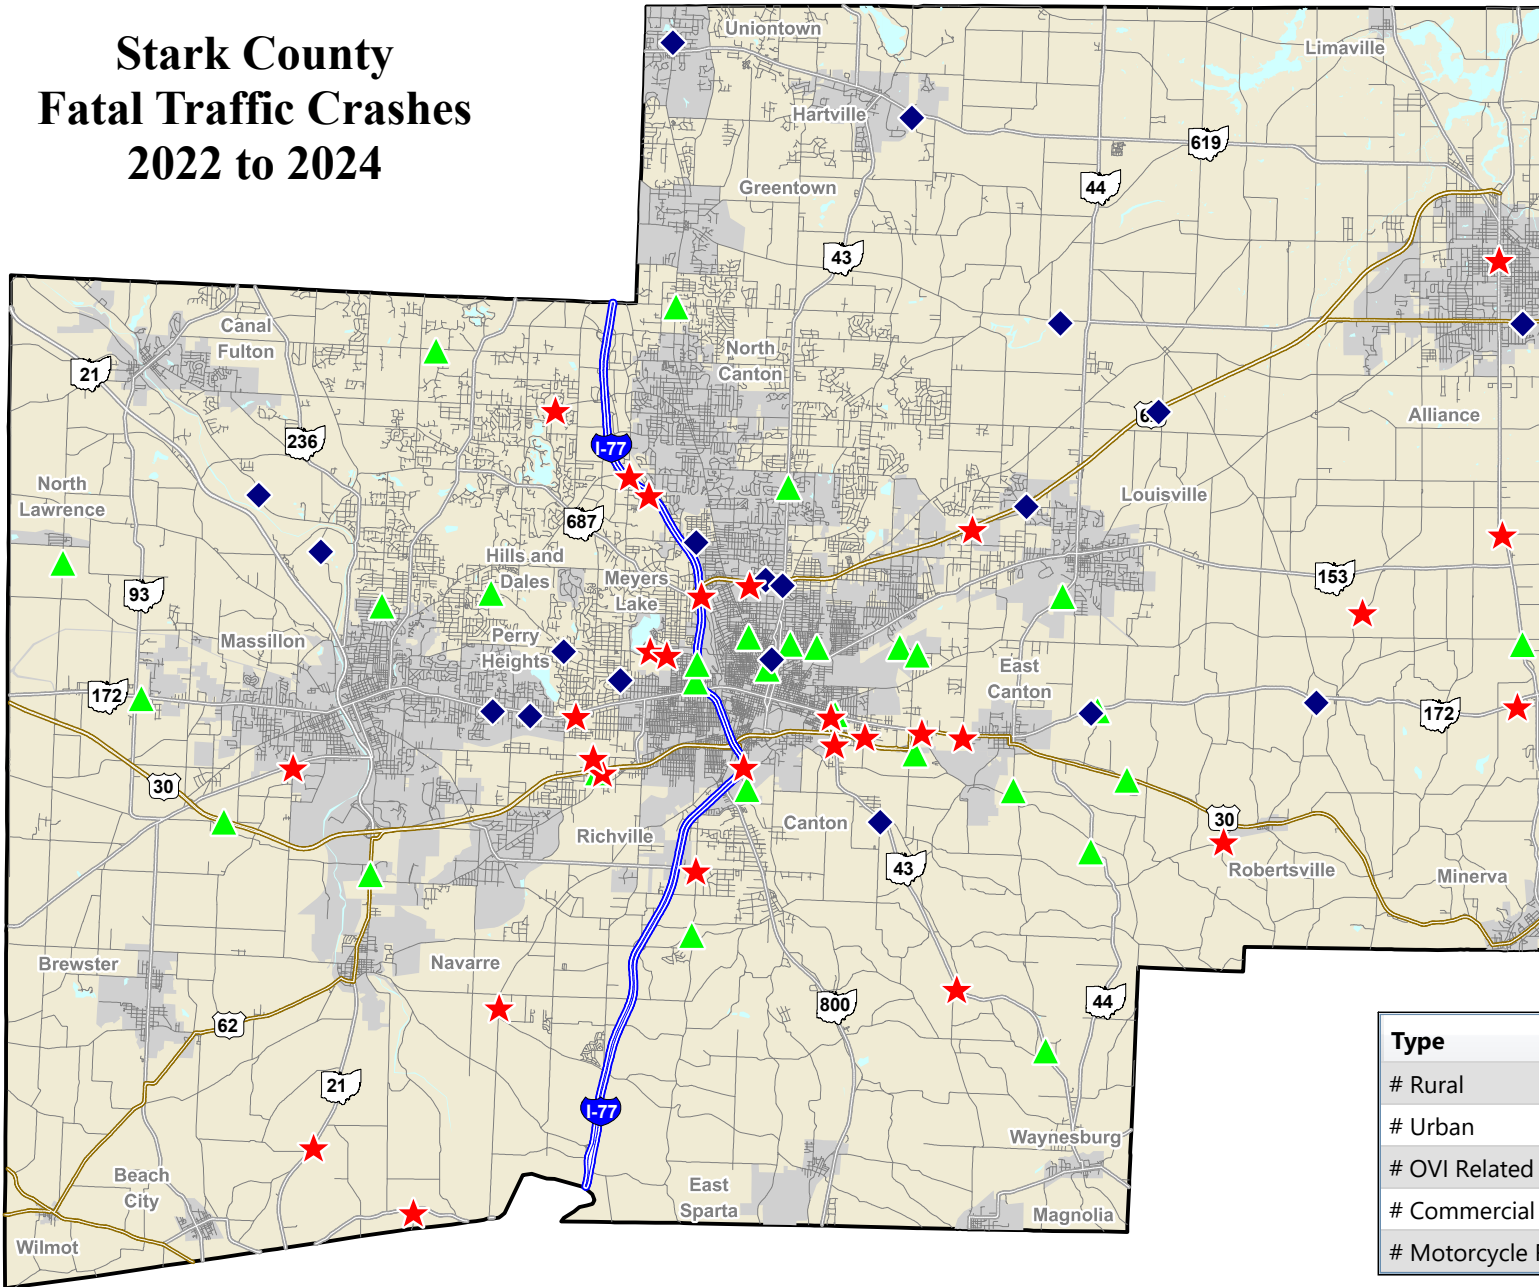 Stark County
Fatal Traffic Crashes
2022 to 2024
Uniontown
Limaville
Hartville
619
Greentown
44
43
Canal
Fulton
21
North
Canton
236
I-77
Alliance
North
Lawrence
Louisville
687
Hills and
Dales
Meyers
Lake
93
153
Massillon
Perry
Heights
East
Canton
172
172
30
30
Canton
Richville
43
Robertsville
Minerva
Brewster
Navarre
800
44
62
21
I-77
Waynesburg
Beach
City
East
Sparta
Magnolia
Wilmot
Type
# Rural
# Urban
# OVI Related
# Commercial
# Motorcycle